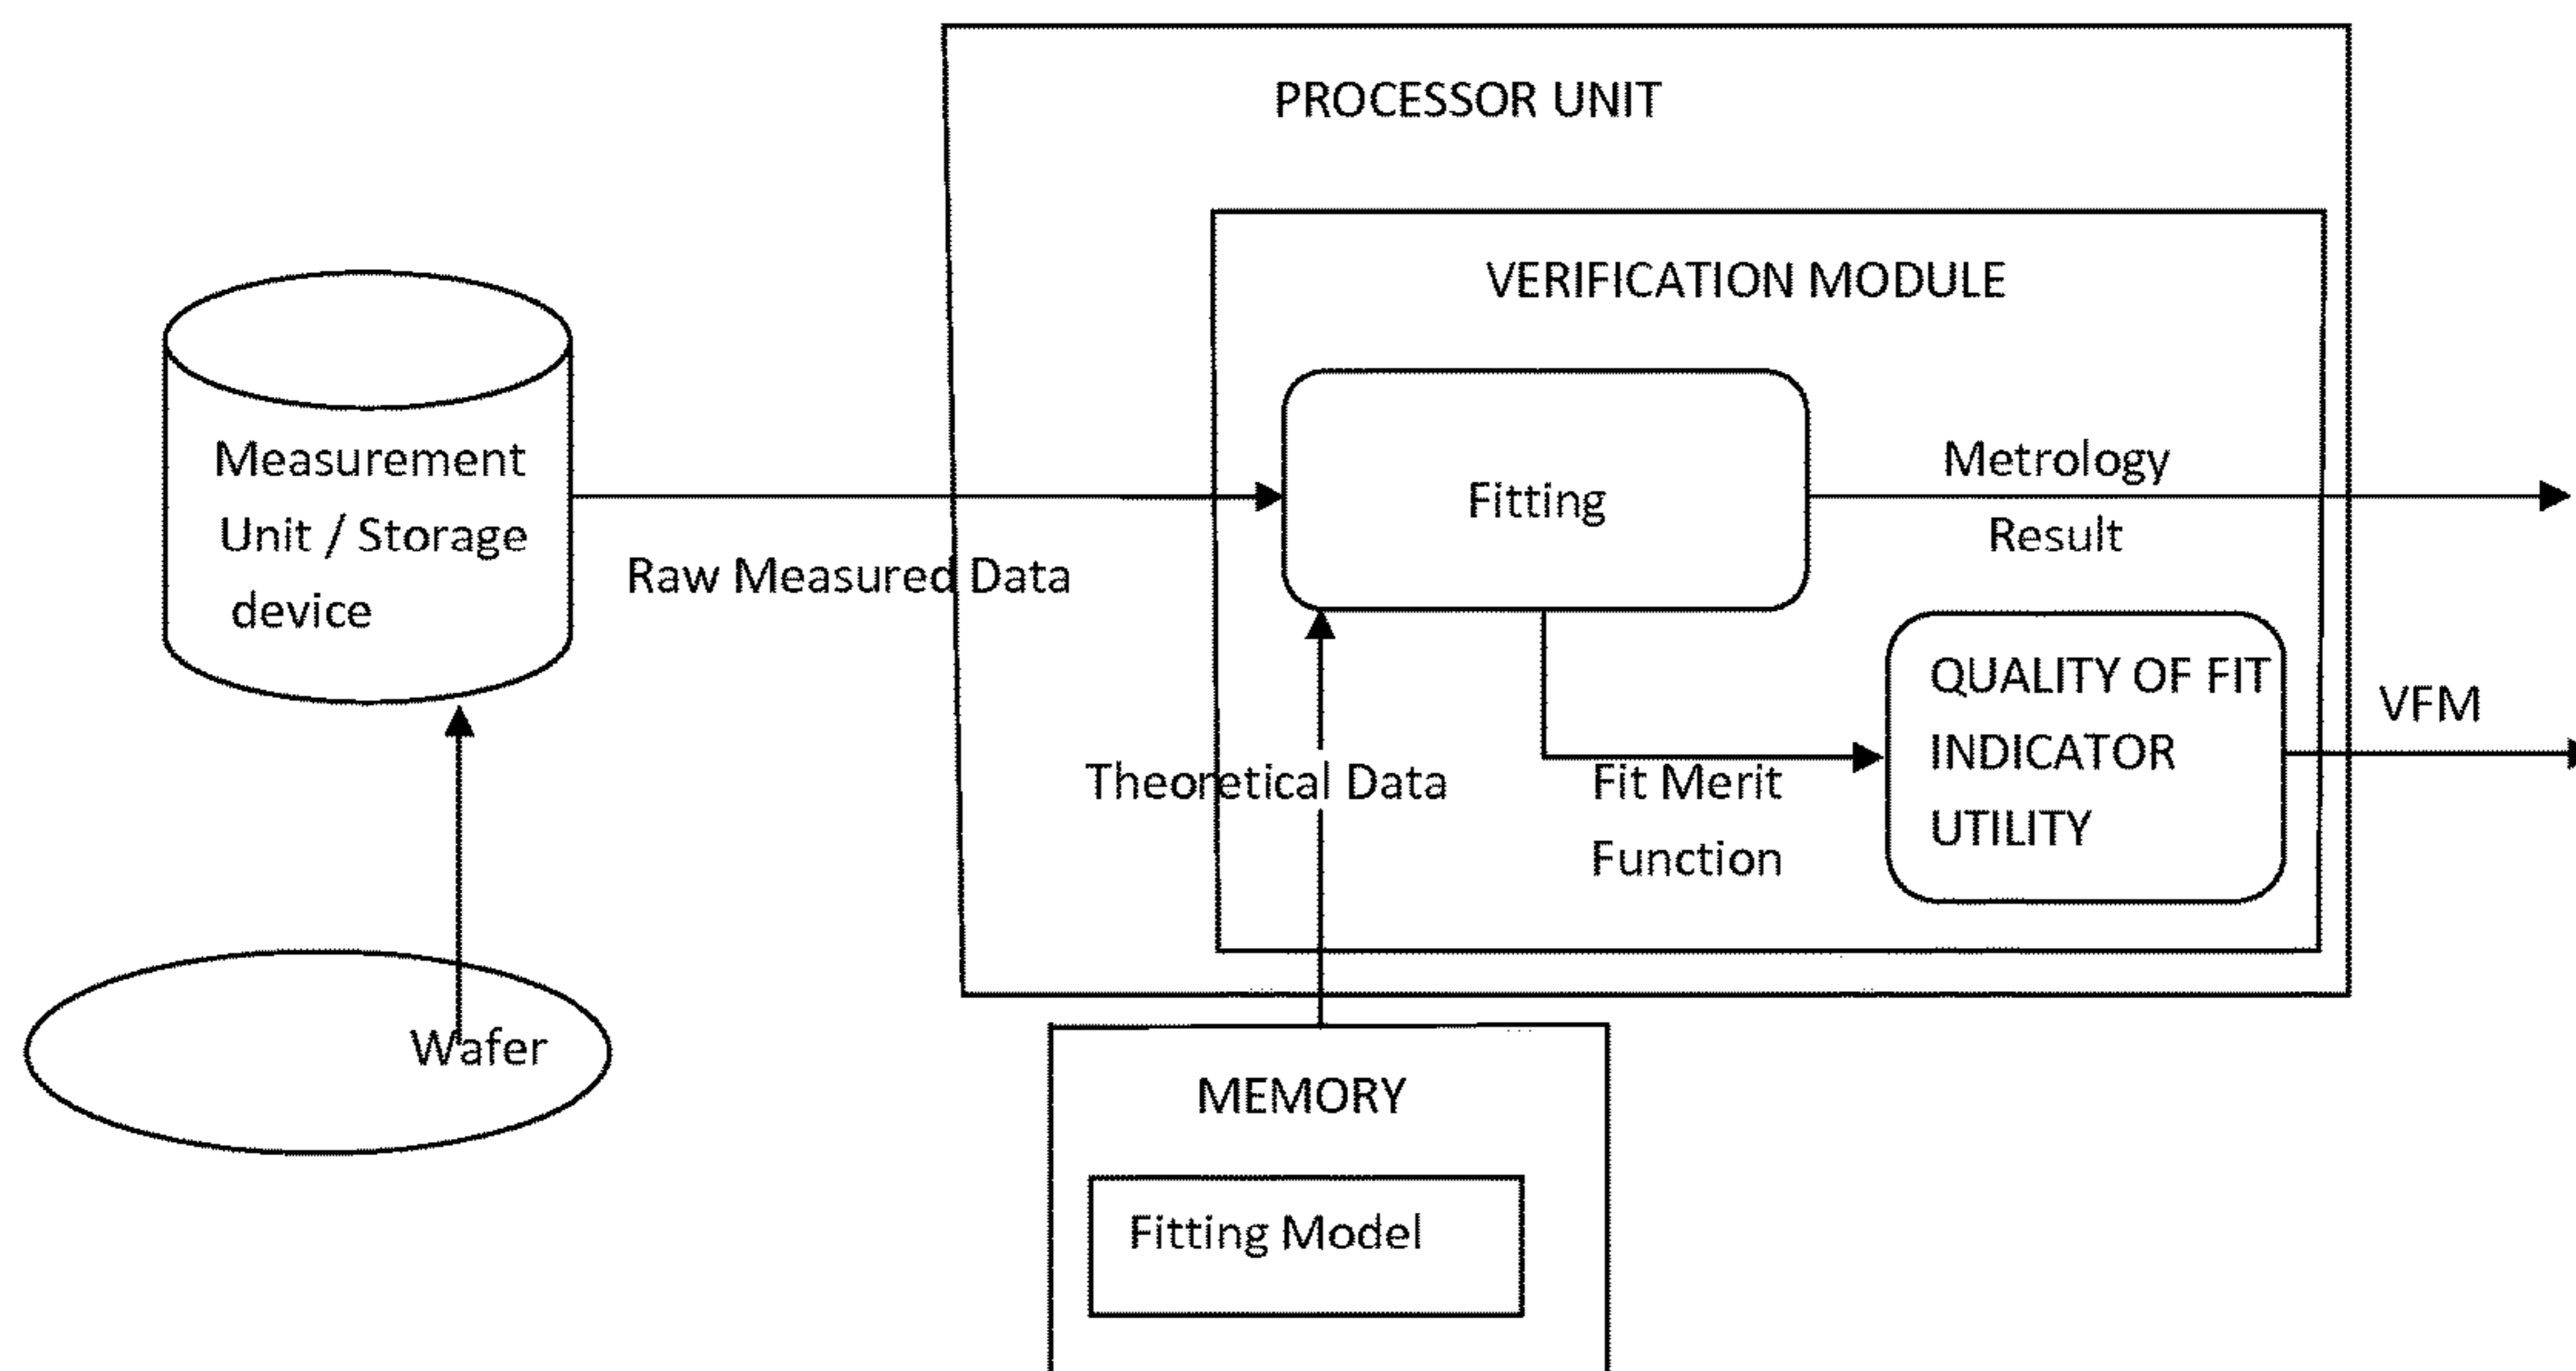 PROCESSOR UNIT
VERIFICATION MODULE
Measurement
Unit / Storage
device
Raw Measured Data
Fitting
Metrology
Result
Theoretical Data
Fit Merit
Function
QUALITY OF FIT
INDICATOR
UTILITY
VFM
Wafer
MEMORY
Fitting Model